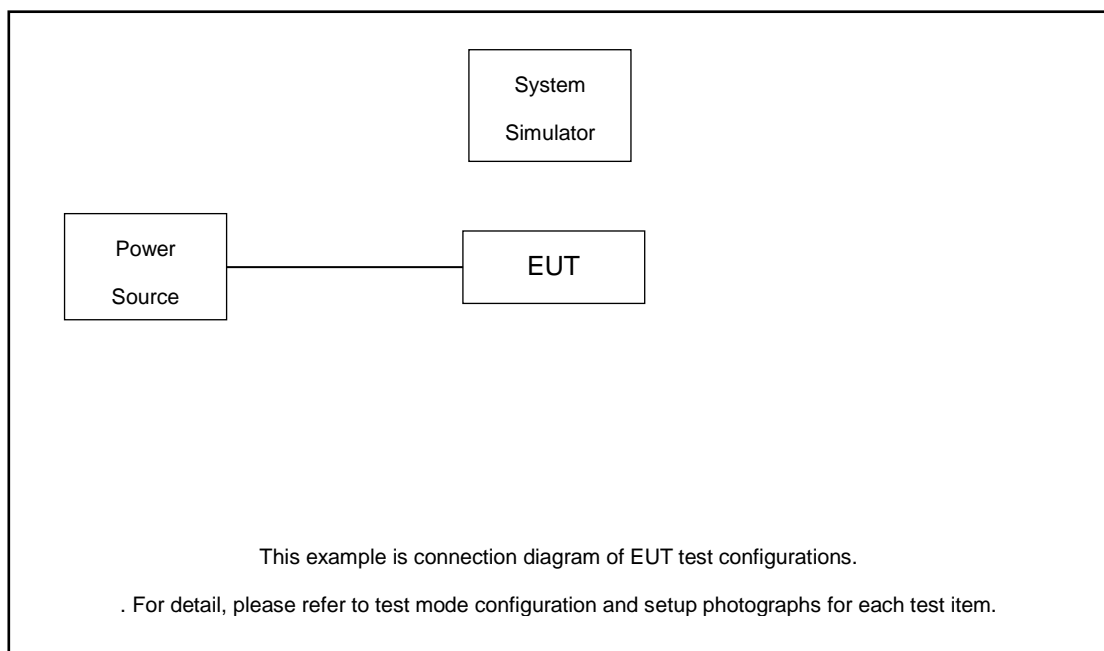 System
Simulator
Power
Source
EUT
This example is connection diagram of EUT test configurations.
. For detail, please refer to test mode configuration and setup photographs for each test item.